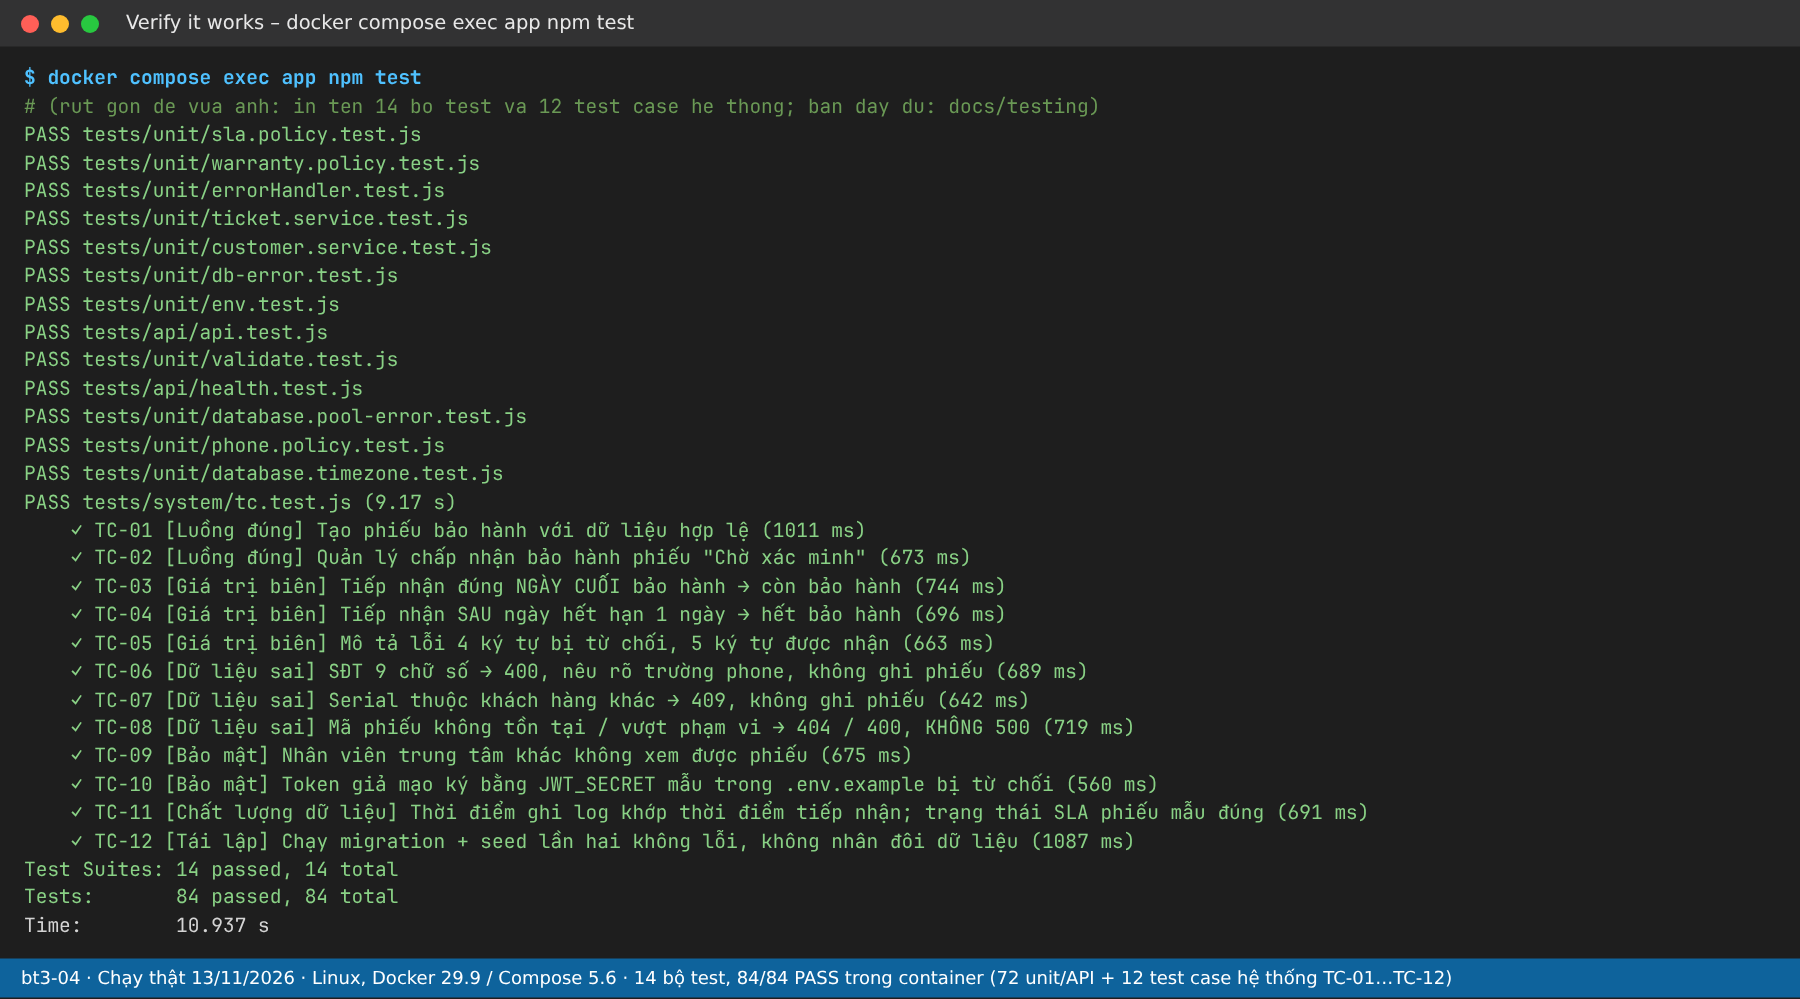 Verify it works – docker compose exec app npm test
$ docker compose exec app npm test
# (rut gon de vua anh: in ten 14 bo test va 12 test case he thong; ban day du: docs/testing)
PASS tests/unit/sla.policy.test.js
PASS tests/unit/warranty.policy.test.js
PASS tests/unit/errorHandler.test.js
PASS tests/unit/ticket.service.test.js
PASS tests/unit/customer.service.test.js
PASS tests/unit/db-error.test.js
PASS tests/unit/env.test.js
PASS tests/api/api.test.js
PASS tests/unit/validate.test.js
PASS tests/api/health.test.js
PASS tests/unit/database.pool-error.test.js
PASS tests/unit/phone.policy.test.js
PASS tests/unit/database.timezone.test.js
PASS tests/system/tc.test.js (9.17 s)
✓ TC-01 [Luồng đúng] Tạo phiếu bảo hành với dữ liệu hợp lệ (1011 ms)
✓ TC-02 [Luồng đúng] Quản lý chấp nhận bảo hành phiếu "Chờ xác minh" (673 ms)
✓ TC-03 [Giá trị biên] Tiếp nhận đúng NGÀY CUỐI bảo hành → còn bảo hành (744 ms)
✓ TC-04 [Giá trị biên] Tiếp nhận SAU ngày hết hạn 1 ngày → hết bảo hành (696 ms)
✓ TC-05 [Giá trị biên] Mô tả lỗi 4 ký tự bị từ chối, 5 ký tự được nhận (663 ms)
✓ TC-06 [Dữ liệu sai] SĐT 9 chữ số → 400, nêu rõ trường phone, không ghi phiếu (689 ms)
✓ TC-07 [Dữ liệu sai] Serial thuộc khách hàng khác → 409, không ghi phiếu (642 ms)
✓ TC-08 [Dữ liệu sai] Mã phiếu không tồn tại / vượt phạm vi → 404 / 400, KHÔNG 500 (719 ms)
✓ TC-09 [Bảo mật] Nhân viên trung tâm khác không xem được phiếu (675 ms)
✓ TC-10 [Bảo mật] Token giả mạo ký bằng JWT_SECRET mẫu trong .env.example bị từ chối (560 ms)
✓ TC-11 [Chất lượng dữ liệu] Thời điểm ghi log khớp thời điểm tiếp nhận; trạng thái SLA phiếu mẫu đúng (691 ms)
✓ TC-12 [Tái lập] Chạy migration + seed lần hai không lỗi, không nhân đôi dữ liệu (1087 ms)
Test Suites: 14 passed, 14 total
Tests: 84 passed, 84 total
Time: 10.937 s
bt3-04 · Chạy thật 13/11/2026 · Linux, Docker 29.9 / Compose 5.6 · 14 bộ test, 84/84 PASS trong container (72 unit/API + 12 test case hệ thống TC-01…TC-12)